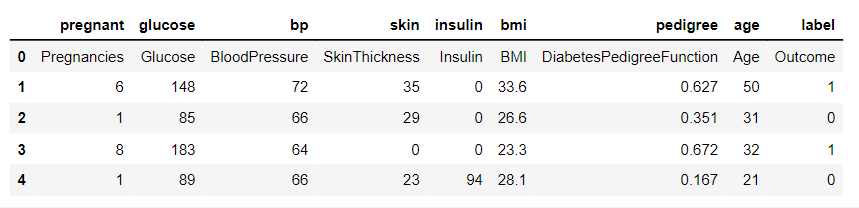 pregnant glucose bp skin insulin bmi pedigree age label
0 Pregnancies Glucose BloodPressure SkinThickness Insulin BMI DiabetesPedigreeFunction Age Outcome
1 6 148 72 35 0 33.6 0.627 50 1
2 1 85 66 29 0 26.6 0.351 31 0
3 8 183 64 0 0 23.3 0.672 32 1
4 1 89 66 23 94 28.1 0.167 21 0